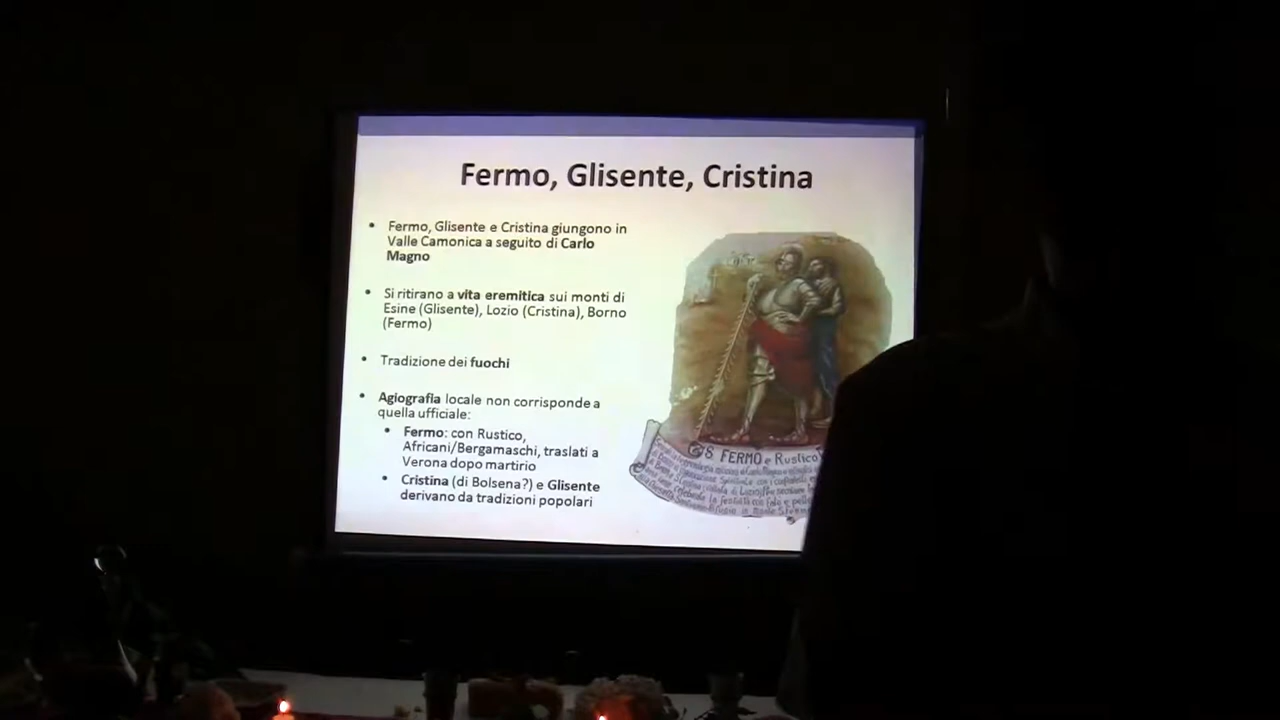 Fermo, Glisente, Cristina
• Fermo, Glisente e Cristina giungono in
Valle Camonica a seguito di Carlo
Magno
• Si ritirano a vita eremitica sui monti di
Esine (Glisente), Lozio (Cristina), Borno
(Fermo)
• Tradizione dei fuochi
• Agiografia locale non corrisponde a
quella ufficiale:
• Fermo: con Rustico,
Africani/Bergamaschi, traslati a
Verona dopo martirio
• Cristina (di Bolsena?) e Glisente
derivano da tradizioni popolari
S FERMO e Rustico